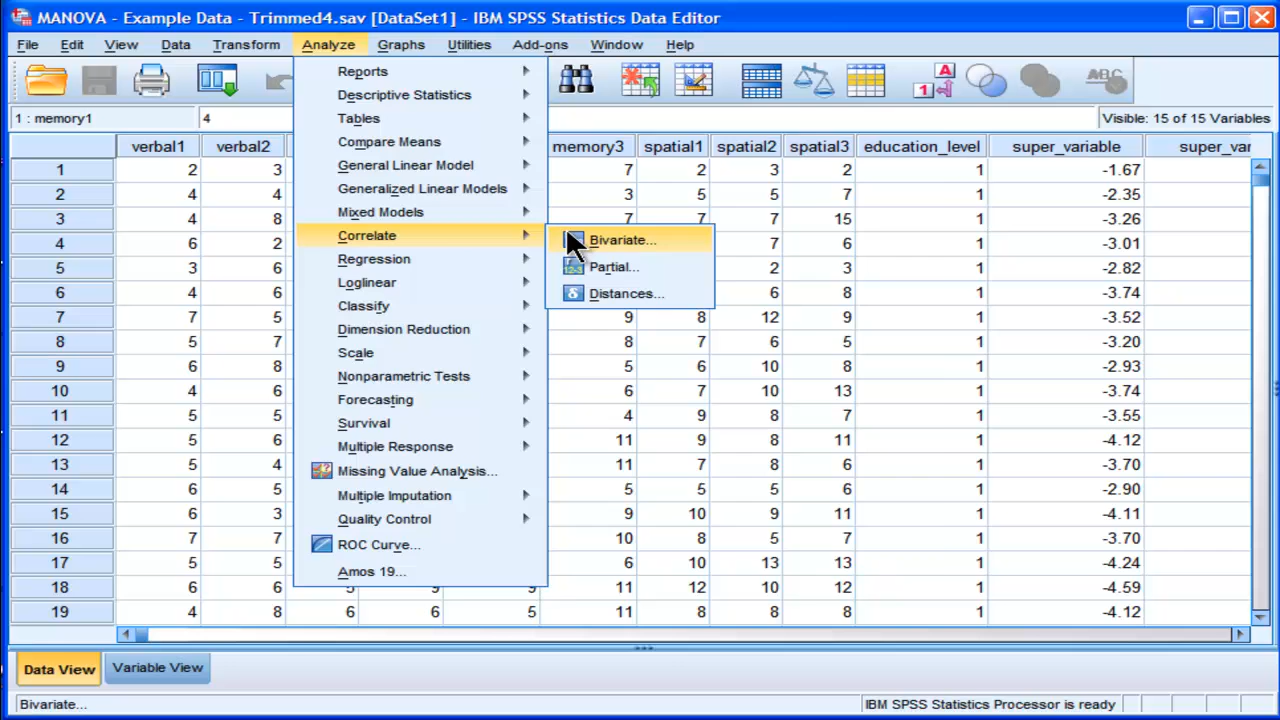 MANOVA - Example Data - Trimmed4.sav [DataSet1] - IBM SPSS Statistics Data Editor
File Edit View Data Transform Analyze Graphs Utilities Add-ons Window Help
A 1 ABC
1 : memory1 4 Visible: 15 of 15 Variables
verbal1 verbal2 memory3 spatial1 spatial2 spatial3 education_level super_variable super_var
1 2 3 7 2 3 2 1 -1.67
2 4 4 3 5 5 7 1 -2.35
3 4 8 7 7 7 15 1 -3.26
4 6 2 7 6 1 -3.01
5 3 6 2 3 1 -2.82
6 4 6 6 8 1 -3.74
7 7 5 9 8 12 9 1 -3.52
8 5 7 8 7 6 5 1 -3.20
9 6 8 5 6 10 8 1 -2.93
10 4 6 6 7 10 13 1 -3.74
11 5 5 4 9 8 7 1 -3.55
12 5 6 11 9 8 11 1 -4.12
13 5 4 11 7 8 6 1 -3.70
14 6 5 5 5 5 6 1 -2.90
15 6 3 9 10 9 11 1 -4.11
16 7 7 10 8 5 7 1 -3.70
17 5 5 6 10 13 13 1 -4.24
18 6 6 11 12 10 12 1 -4.59
19 4 8 6 6 5 11 8 8 8 1 -4.12
Reports
Descriptive Statistics
Tables
Compare Means
General Linear Model
Generalized Linear Models
Mixed Models
Correlate
Regression
Loglinear
Classify
Dimension Reduction
Scale
Nonparametric Tests
Forecasting
Survival
Multiple Response
Missing Value Analysis...
Multiple Imputation
Quality Control
ROC Curve...
Amos 19...
Bivariate...
Partial...
Distances...
Data View Variable View
Bivariate... IBM SPSS Statistics Processor is ready